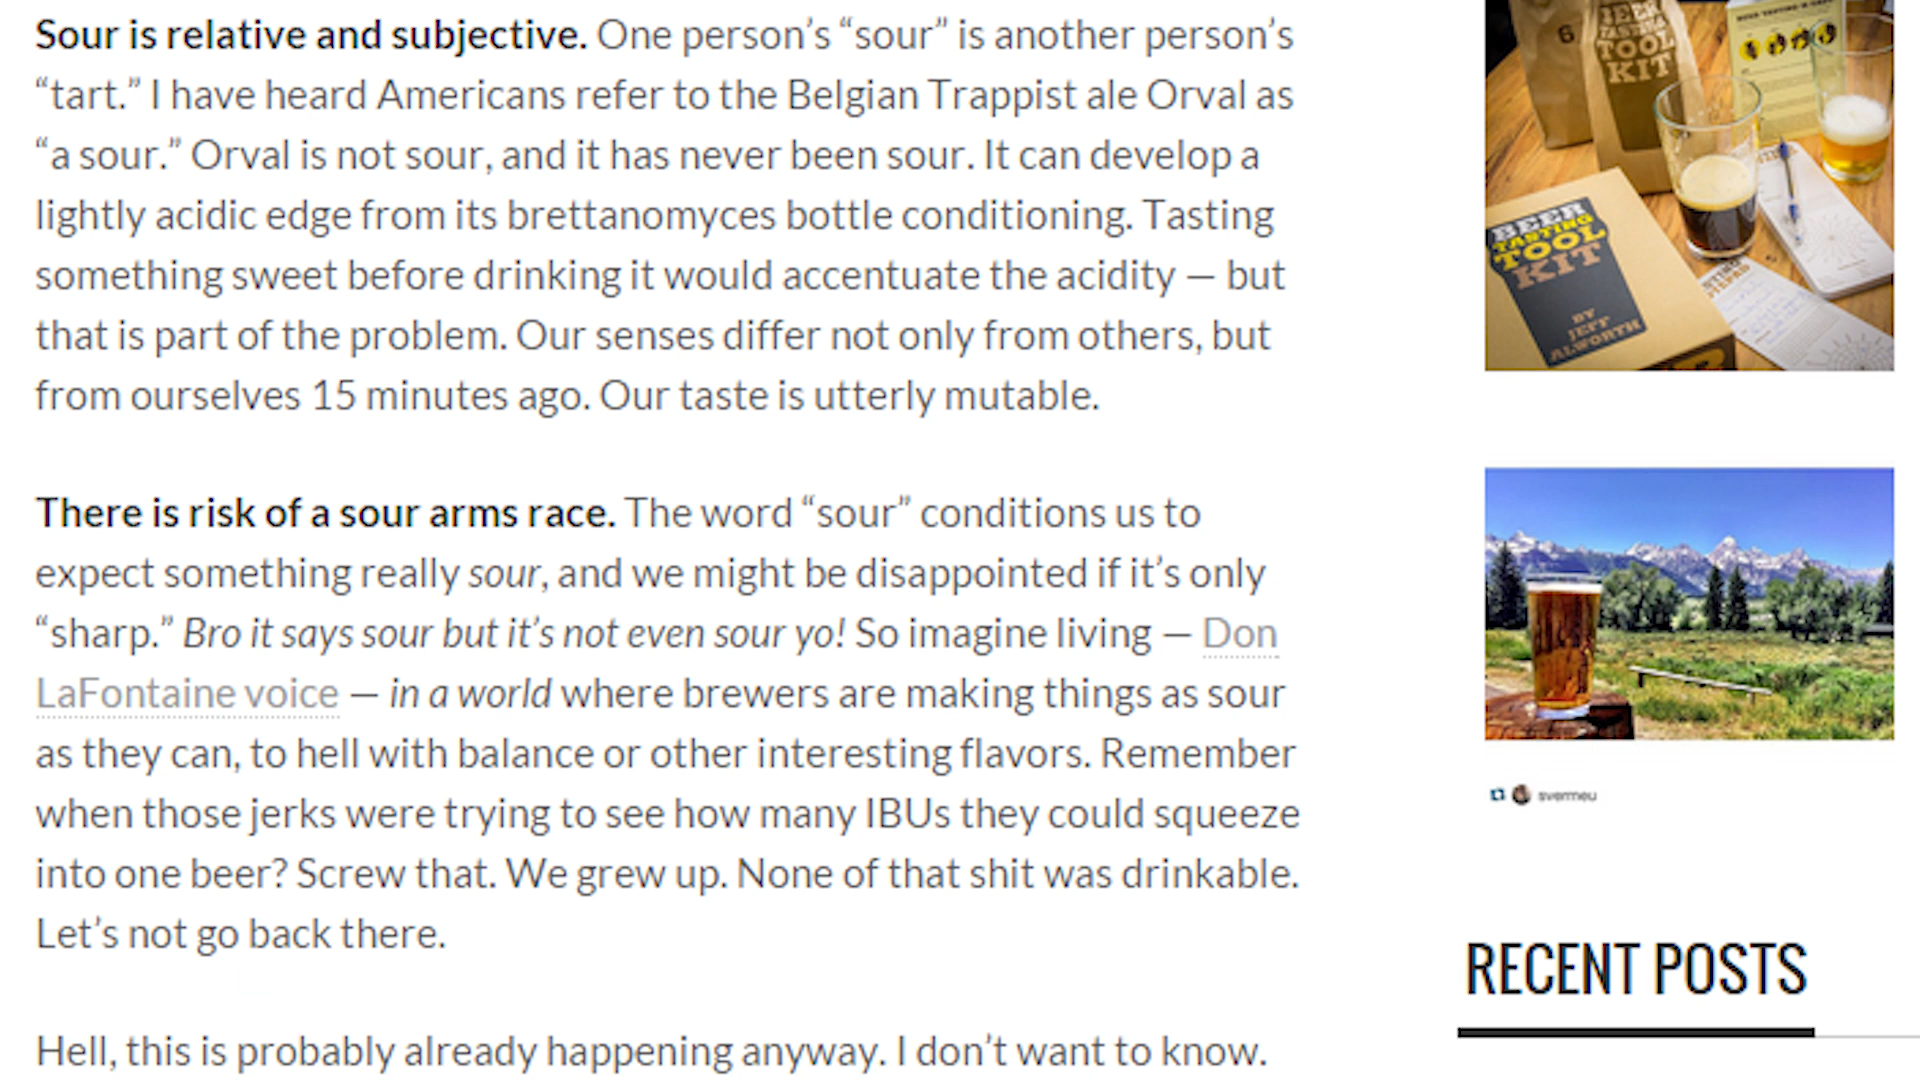 Sour is relative and subjective. One person’s “sour” is another person’s
“tart.” I have heard Americans refer to the Belgian Trappist ale Orval as
“a sour.” Orval is not sour, and it has never been sour. It can develop a
lightly acidic edge from its brettanomyces bottle conditioning. Tasting
something sweet before drinking it would accentuate the acidity — but
that is part of the problem. Our senses differ not only from others, but
from ourselves 15 minutes ago. Our taste is utterly mutable.
There is risk of a sour arms race. The word “sour” conditions us to
expect something really sour, and we might be disappointed if it’s only
“sharp.” Bro it says sour but it’s not even sour yo! So imagine living — Don
LaFontaine voice — in a world where brewers are making things as sour
as they can, to hell with balance or other interesting flavors. Remember
when those jerks were trying to see how many IBUs they could squeeze
into one beer? Screw that. We grew up. None of that shit was drinkable.
Let’s not go back there.
Hell, this is probably already happening anyway. I don’t want to know.
6
BEER
TASTING
TOOL
KIT
BEER
TASTING
TOOL
KIT
BY
JEFF
ALWORTH
svermeu
RECENT POSTS